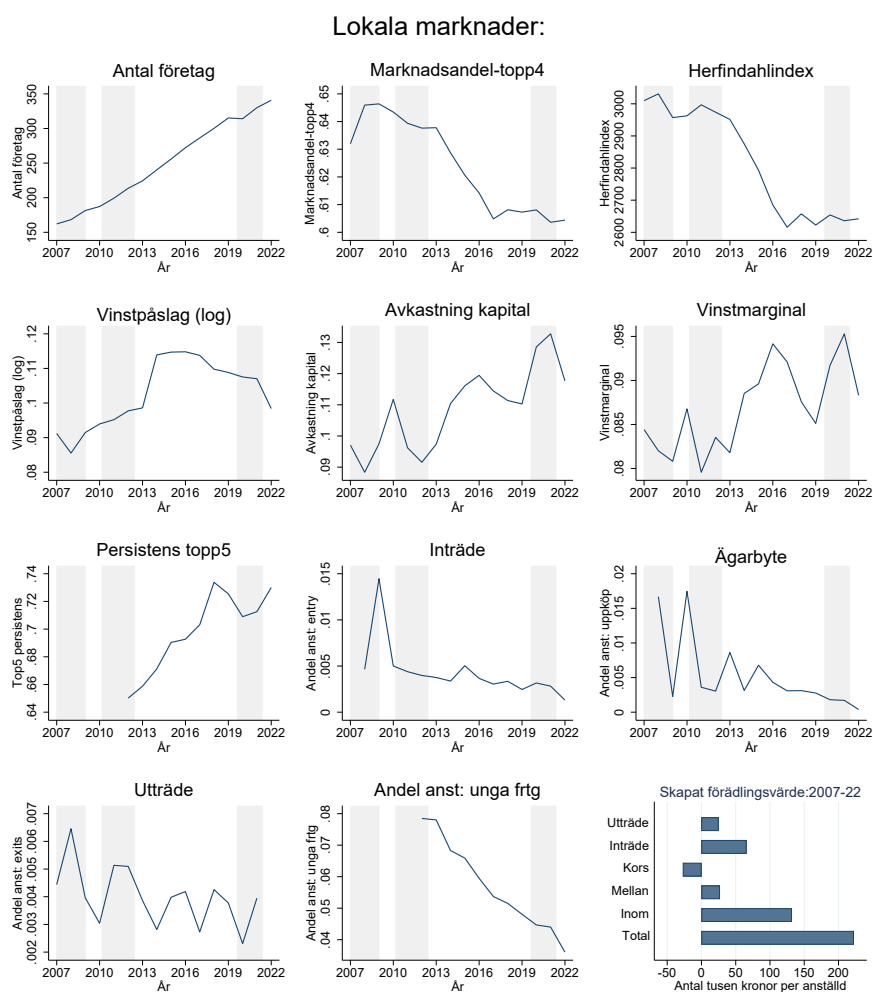 Lokala marknader:
Antal företag
Marknadsandel-topp4
Herfindahlindex
Antal företag
150 200 250 300 350
2007 2010 2013 2016 2019 2022
År
Marknadsandel-topp4
.6 .61 .62 .63 .64 .65
2007 2010 2013 2016 2019 2022
År
Herfindahlindex
2600 2700 2800 2900 3000
2007 2010 2013 2016 2019 2022
År
Vinstpåslag (log)
Avkastning kapital
Vinstmarginal
Vinstpåslag (log)
.08 .09 .1 .11 .12
2007 2010 2013 2016 2019 2022
År
Avkastning kapital
.09 .1 .11 .12 .13
2007 2010 2013 2016 2019 2022
År
Vinstmarginal
.08 .085 .09 .095
2007 2010 2013 2016 2019 2022
År
Persistens topp5
Inträde
Ägarbyte
Top5 persistens
.64 .66 .68 .7 .72 .74
2007 2010 2013 2016 2019 2022
År
Andel anst: entry
0 .005 .01 .015
2007 2010 2013 2016 2019 2022
År
Andel anst: uppköp
0 .005 .01 .015 .02
2007 2010 2013 2016 2019 2022
År
Utträde
Andel anst: unga frtg
Skapat förädlingsvärde:2007-22
Andel anst: exits
.002 .003 .004 .005 .006 .007
2007 2010 2013 2016 2019 2022
År
Andel anst: unga frtg
.04 .05 .06 .07 .08
2007 2010 2013 2016 2019 2022
År
Utträde
Inträde
Kors
Mellan
Inom
Total
-50 0 50 100 150 200
Antal tusen kronor per anställd